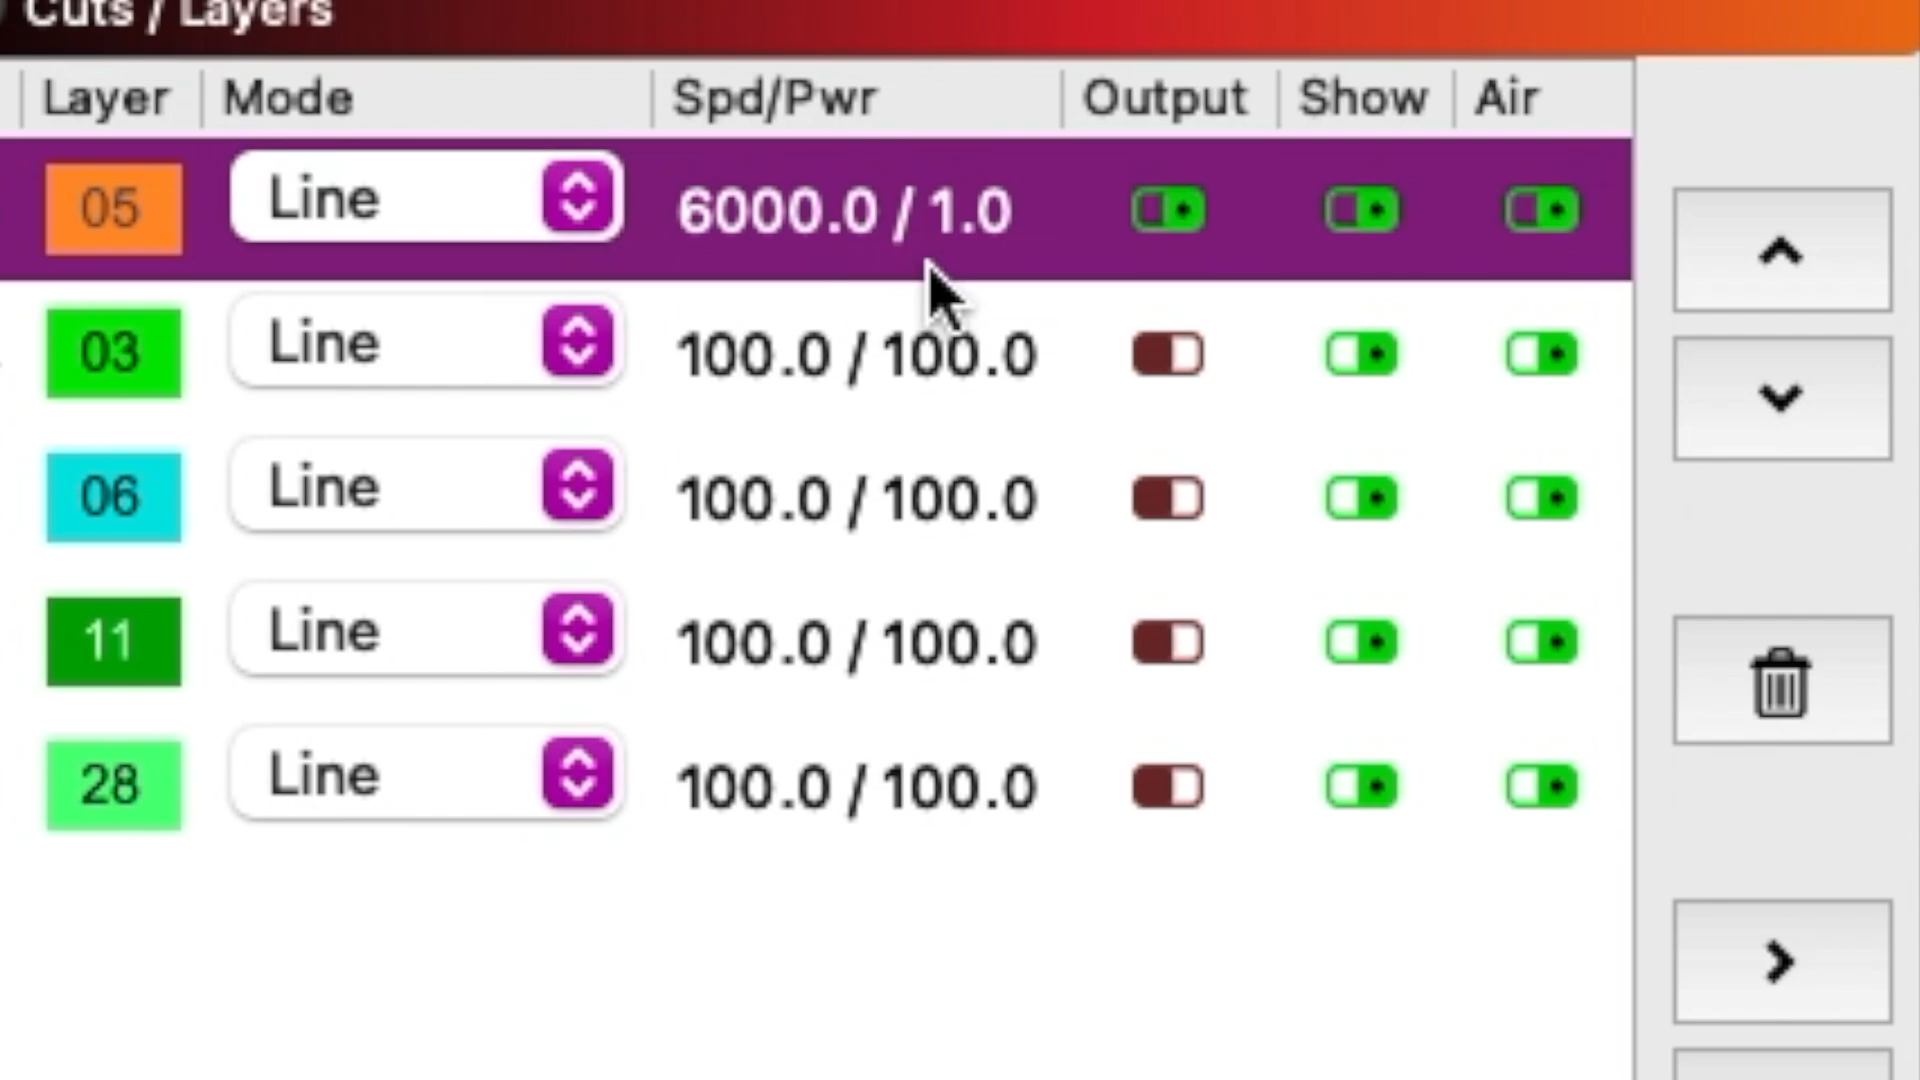 Cuts / Layers
Layer Mode Spd/Pwr Output Show Air
05 Line 6000.0 / 1.0
03 Line 100.0 / 100.0
06 Line 100.0 / 100.0
11 Line 100.0 / 100.0
28 Line 100.0 / 100.0